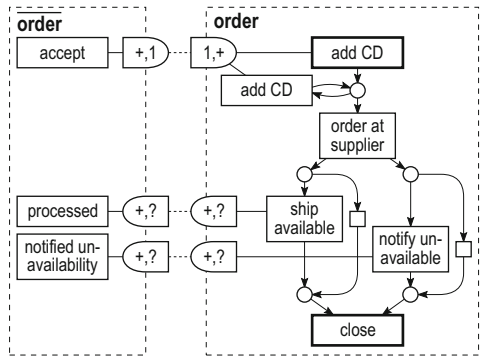 order
order
accept
+,1
1,+
add CD
add CD
order at
supplier
processed
+,?
+,?
ship
available
notified un-
availability
+,?
+,?
notify un-
available
close